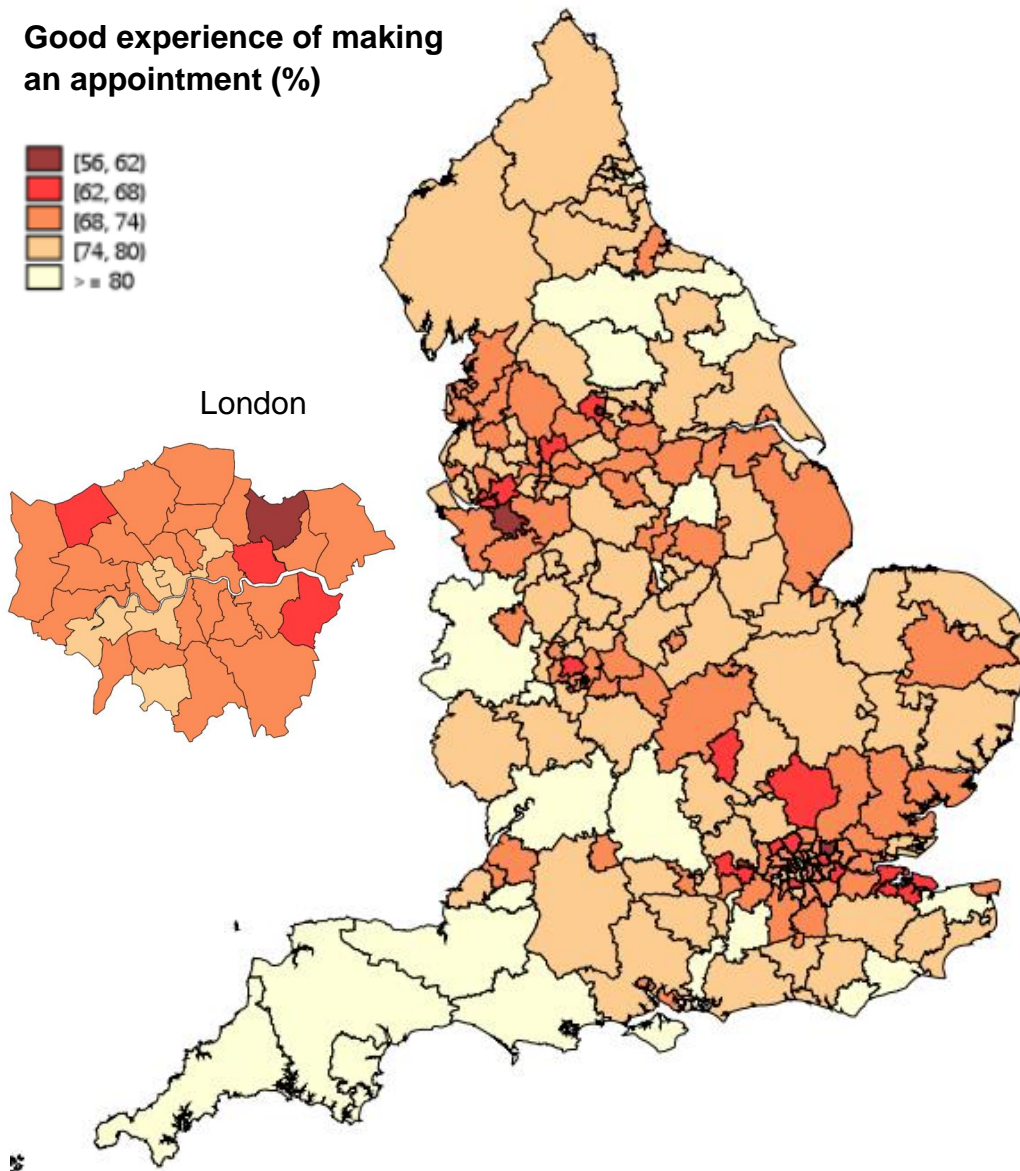 Good experience of making
an appointment (%)
[56, 62)
[62, 68)
[68, 74)
[74, 80)
>= 80
London